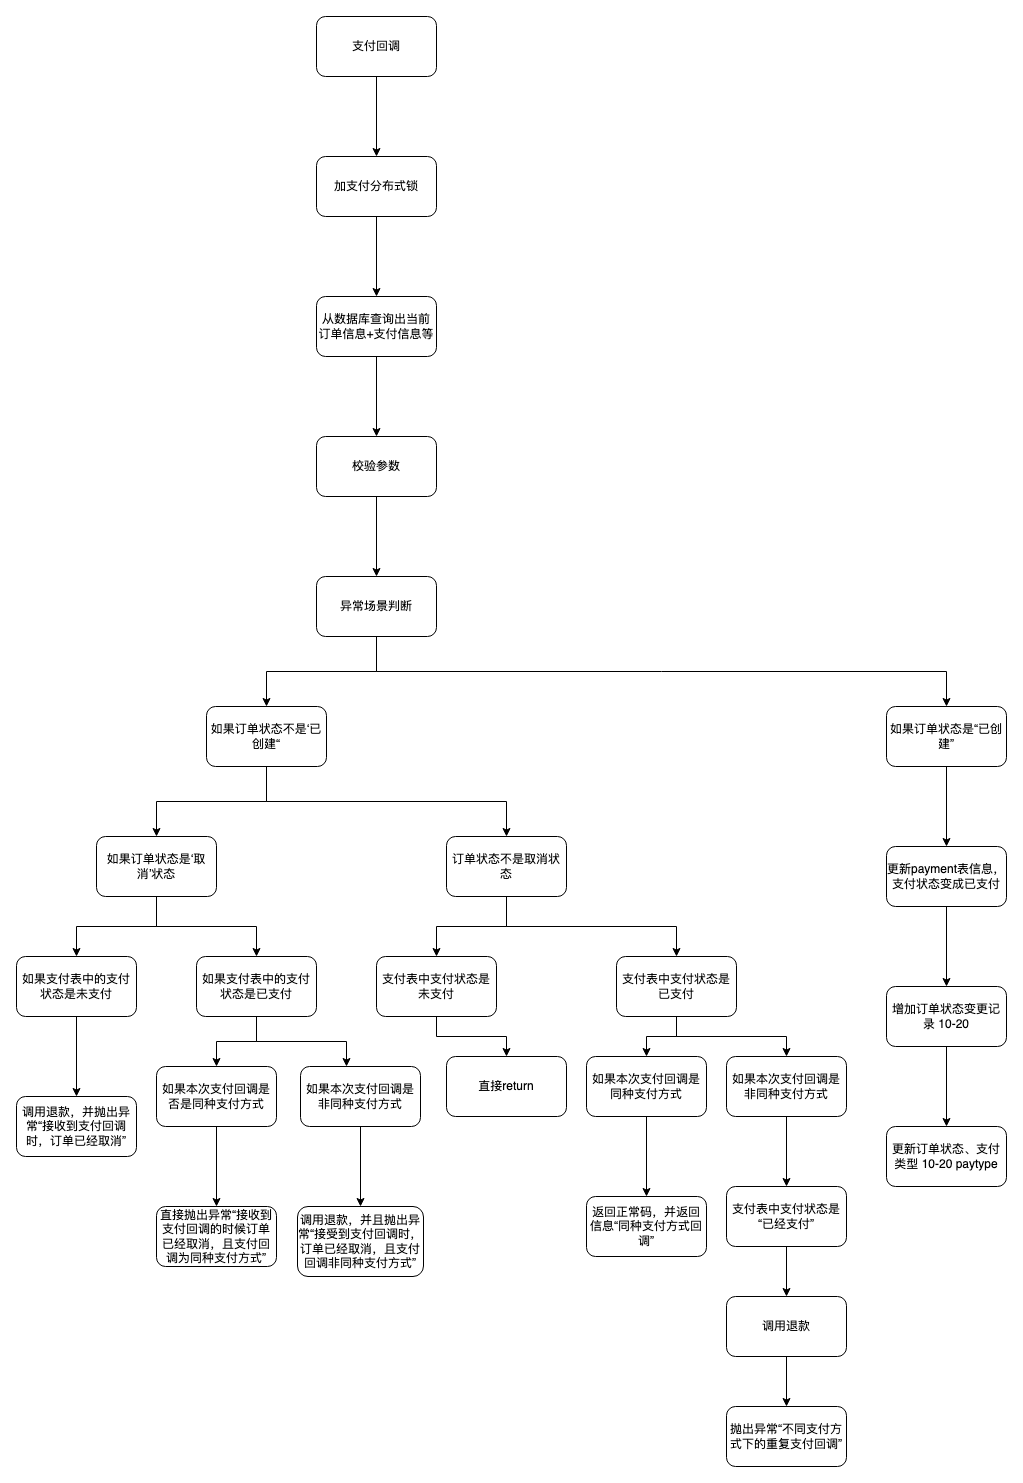 支付回调
加支付分布式锁
从数据库查询出当前
订单信息+支付信息等
校验参数
异常场景判断
如果订单状态不是‘已
创建“
如果订单状态是“已创
建”
如果订单状态是‘取
消’状态
订单状态不是取消状
态
更新payment表信息，
支付状态变成已支付
如果支付表中的支付
状态是未支付
如果支付表中的支付
状态是已支付
支付表中支付状态是
未支付
支付表中支付状态是
已支付
增加订单状态变更记
录 10-20
调用退款，并抛出异
常“接收到支付回调
时，订单已经取消”
如果本次支付回调是
否是同种支付方式
如果本次支付回调是
非同种支付方式
直接return
如果本次支付回调是
同种支付方式
如果本次支付回调是
非同种支付方式
更新订单状态、支付
类型 10-20 paytype
直接抛出异常“接收到
支付回调的时候订单
已经取消，且支付回
调为同种支付方式”
调用退款，并且抛出异
常“接受到支付回调时，
订单已经取消，且支付
回调非同种支付方式”
返回正常码，并返回
信息“同种支付方式回
调”
支付表中支付状态是
“已经支付”
调用退款
抛出异常“不同支付方
式下的重复支付回调”